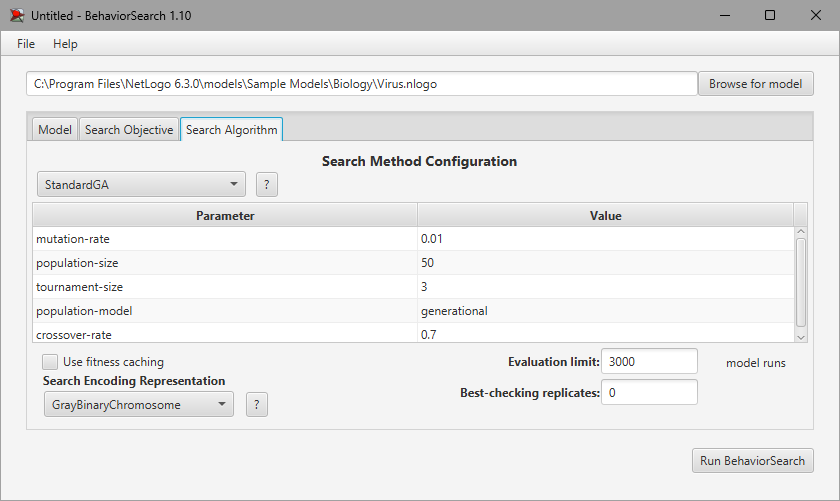 Untitled - BehaviorSearch 1.10
File Help
C:\Program Files\NetLogo 6.3.0\models\Sample Models\Biology\Virus.nlogo Browse for model
Model Search Objective Search Algorithm
Search Method Configuration
StandardGA ?
Parameter Value
mutation-rate 0.01
population-size 50
tournament-size 3
population-model generational
crossover-rate 0.7
Use fitness caching Evaluation limit: 3000 model runs
Search Encoding Representation
Best-checking replicates: 0
GrayBinaryChromosome ?
Run BehaviorSearch